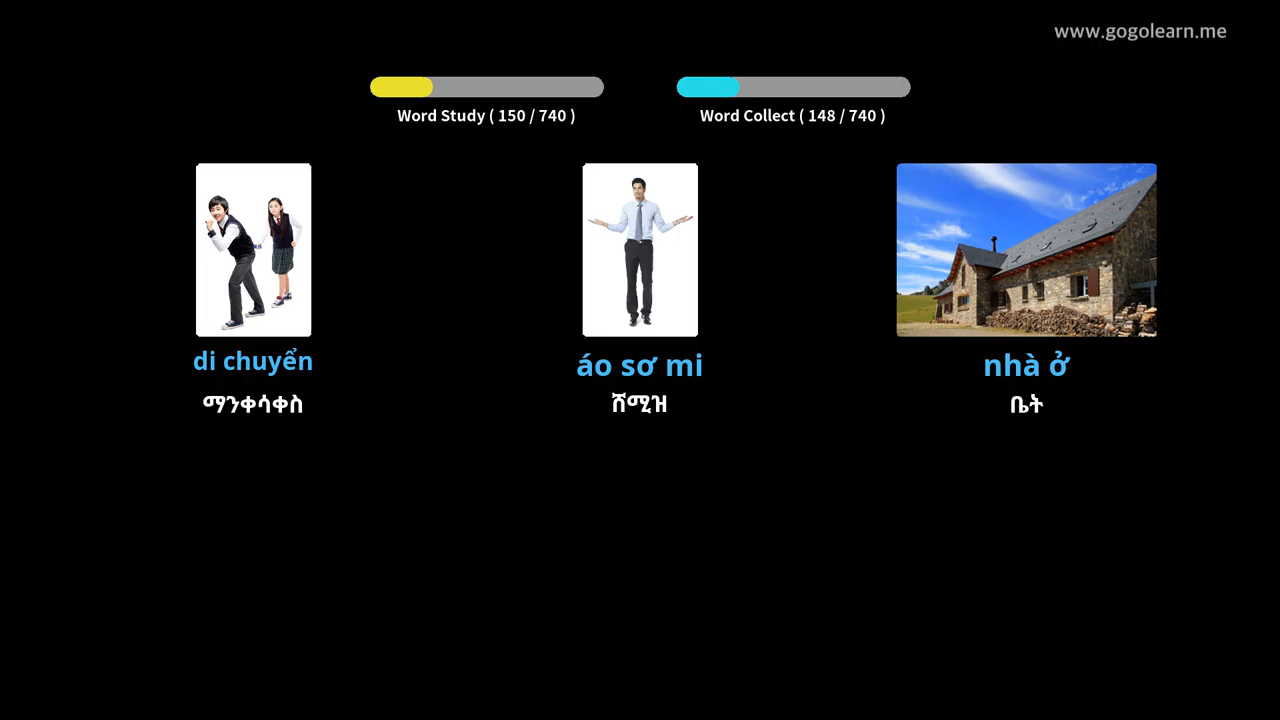 www.gogolearn.me
Word Study ( 150 / 740 )
Word Collect ( 148 / 740 )
di chuyển
áo sơ mi
nhà ở
ማንቀሳቀስ
ሸሚዝ
ቤት